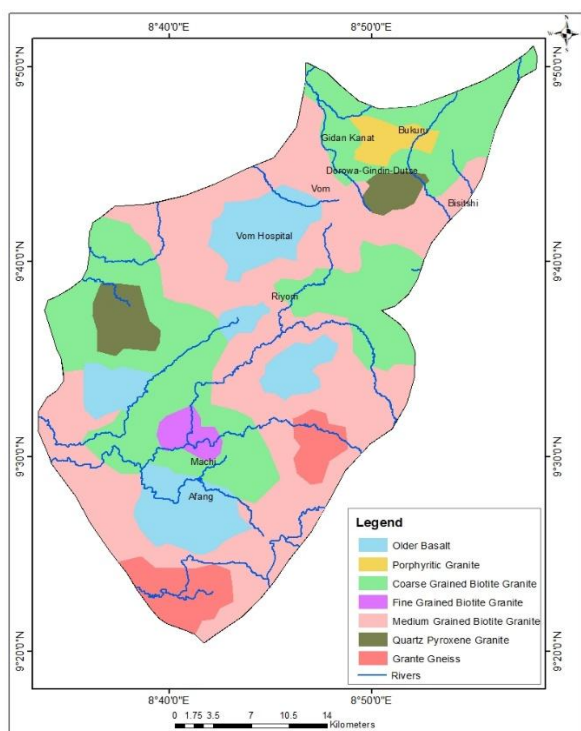 8°40'0"E
8°50'0"E
N
W
E
S
9°50'0"N
9°50'0"N
Gidan Kanat
Bukuru
Dorowa-Gindin-Dutse
Vom
Bisitshi
Vom Hospital
9°40'0"N
9°40'0"N
Riyom
9°30'0"N
9°30'0"N
Machi
Afang
Legend
Older Basalt
Porphyritic Granite
Coarse Grained Biotite Granite
Fine Grained Biotite Granite
Medium Grained Biotite Granite
Quartz Pyroxene Granite
Grante Gneiss
Rivers
9°20'0"N
9°20'0"N
8°40'0"E
8°50'0"E
0 1.75 3.5 7 10.5 14
Kilometers